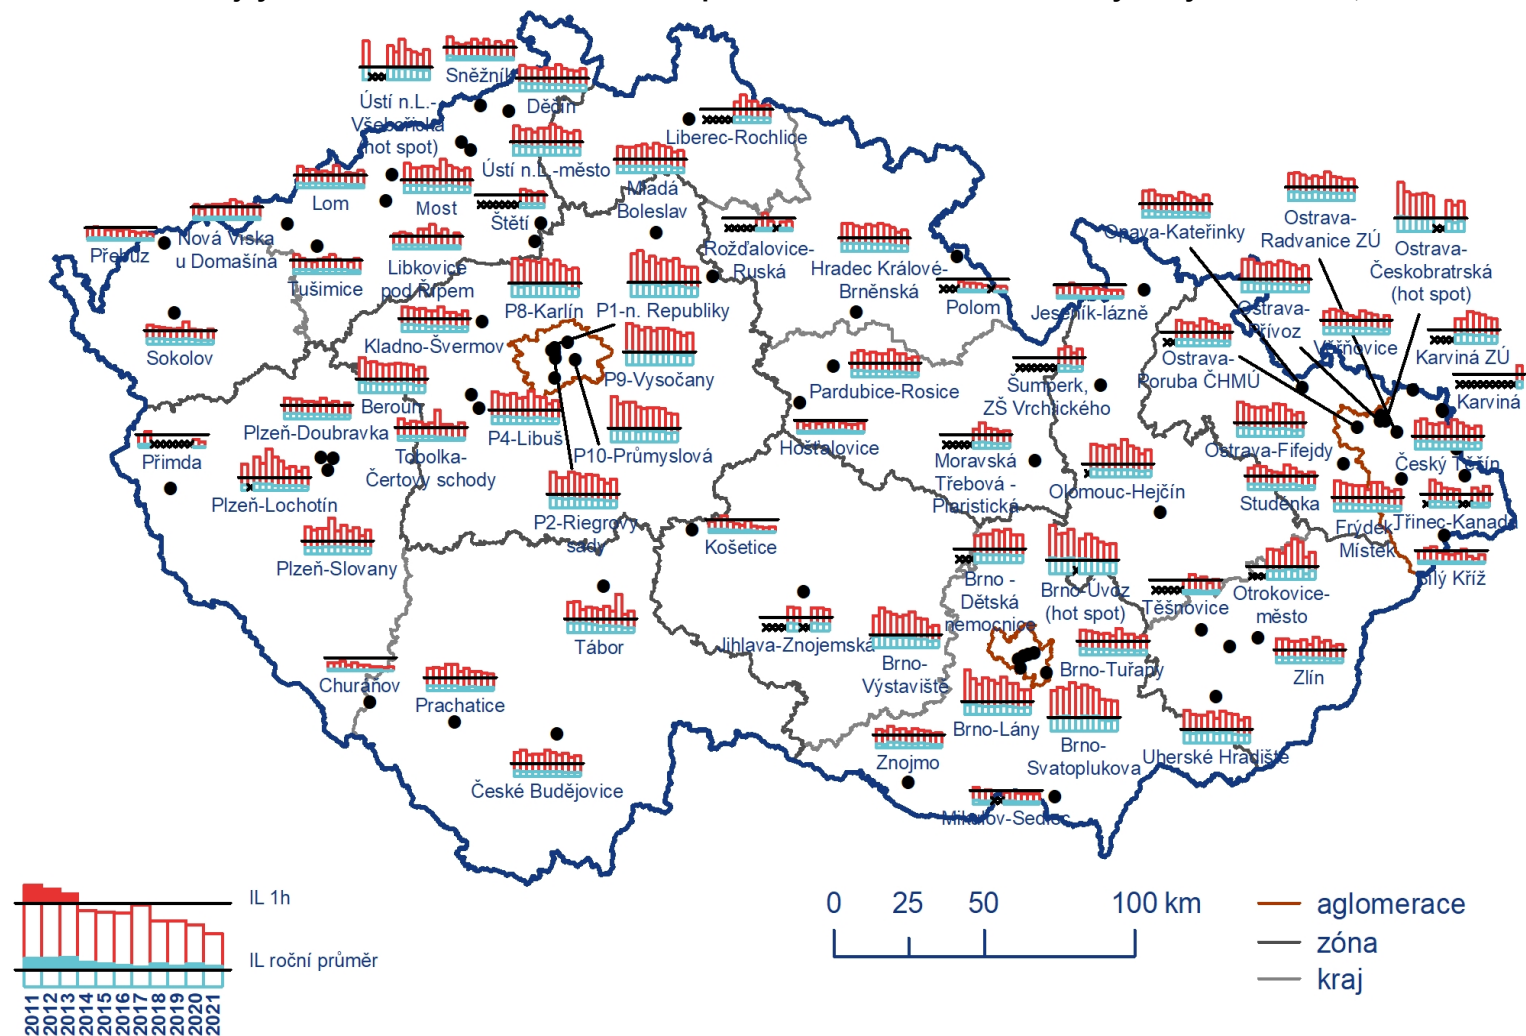 Sněžník
Ústí n.L.-
Všebořická
(hot spot)
Děčín
Liberec-Rochlice
Ústí n.L.-město
Lom
Most
Mladá
Boleslav
Štětí
Přebuz
Nová Víska
u Domašína
Rožďalovice-
Ruská
Opava-Kateřinky
Ostrava-
Radvanice ZÚ
Ostrava-
Českobratrská
(hot spot)
Tušimice
Libkovice
pod Řípem
Hradec Králové-
Brněnská
P8-Karlín
P1-n. Republiky
Polom
Jeseník-lázně
Ostrava-
Přívoz
Věřňovice
Sokolov
Kladno-Švermov
P9-Vysočany
Ostrava-
Poruba ČHMÚ
Karviná ZÚ
Karviná
Beroun
Pardubice-Rosice
Šumperk,
ZŠ Vrchlického
Plzeň-Doubravka
P4-Libuš
P10-Průmyslová
Hošťalovice
Ostrava-Fifejdy
Český Těšín
Přimda
Tobolka-
Čertovy schody
Moravská
Třebová -
Piaristická
Olomouc-Hejčín
Studénka
Plzeň-Lochotín
P2-Riegrovy
sady
Frýdek
Místek
Třinec-Kanada
Plzeň-Slovany
Košetice
Brno -
Dětská
nemocnice
Brno-Úvoz
(hot spot)
Těšnovice
Otrokovice-
město
Bílý Kříž
Tábor
Jihlava-Znojemská
Brno-
Výstaviště
Brno-Tuřany
Zlín
Churáňov
Prachatice
Brno-Lány
Brno-
Svatoplukova
Uherské Hradiště
Znojmo
České Budějovice
Mikulov-Sedlec
IL 1h
IL roční průměr
2011 2012 2013 2014 2015 2016 2017 2018 2019 2020 2021
0 25 50 100 km
aglomerace
zóna
kraj